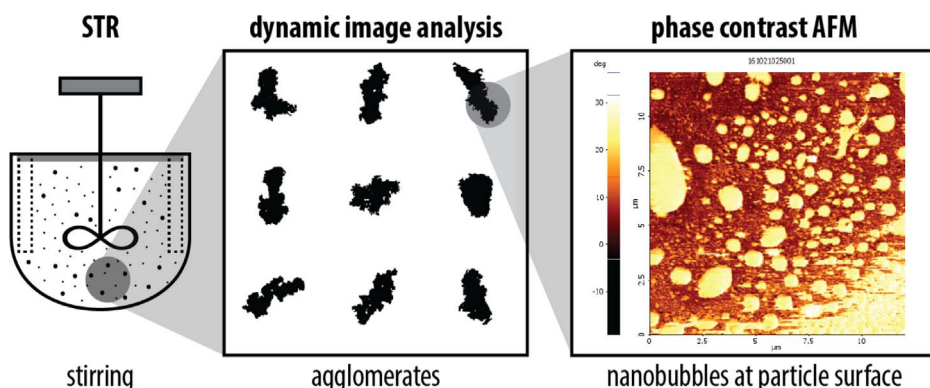 STR
dynamic image analysis
phase contrast AFM
deg
161021025001
30
20
10
0
-10
10
7.5
µm
5
2.5
0
0
2.5
5
7.5
10
µm
stirring
agglomerates
nanobubbles at particle surface